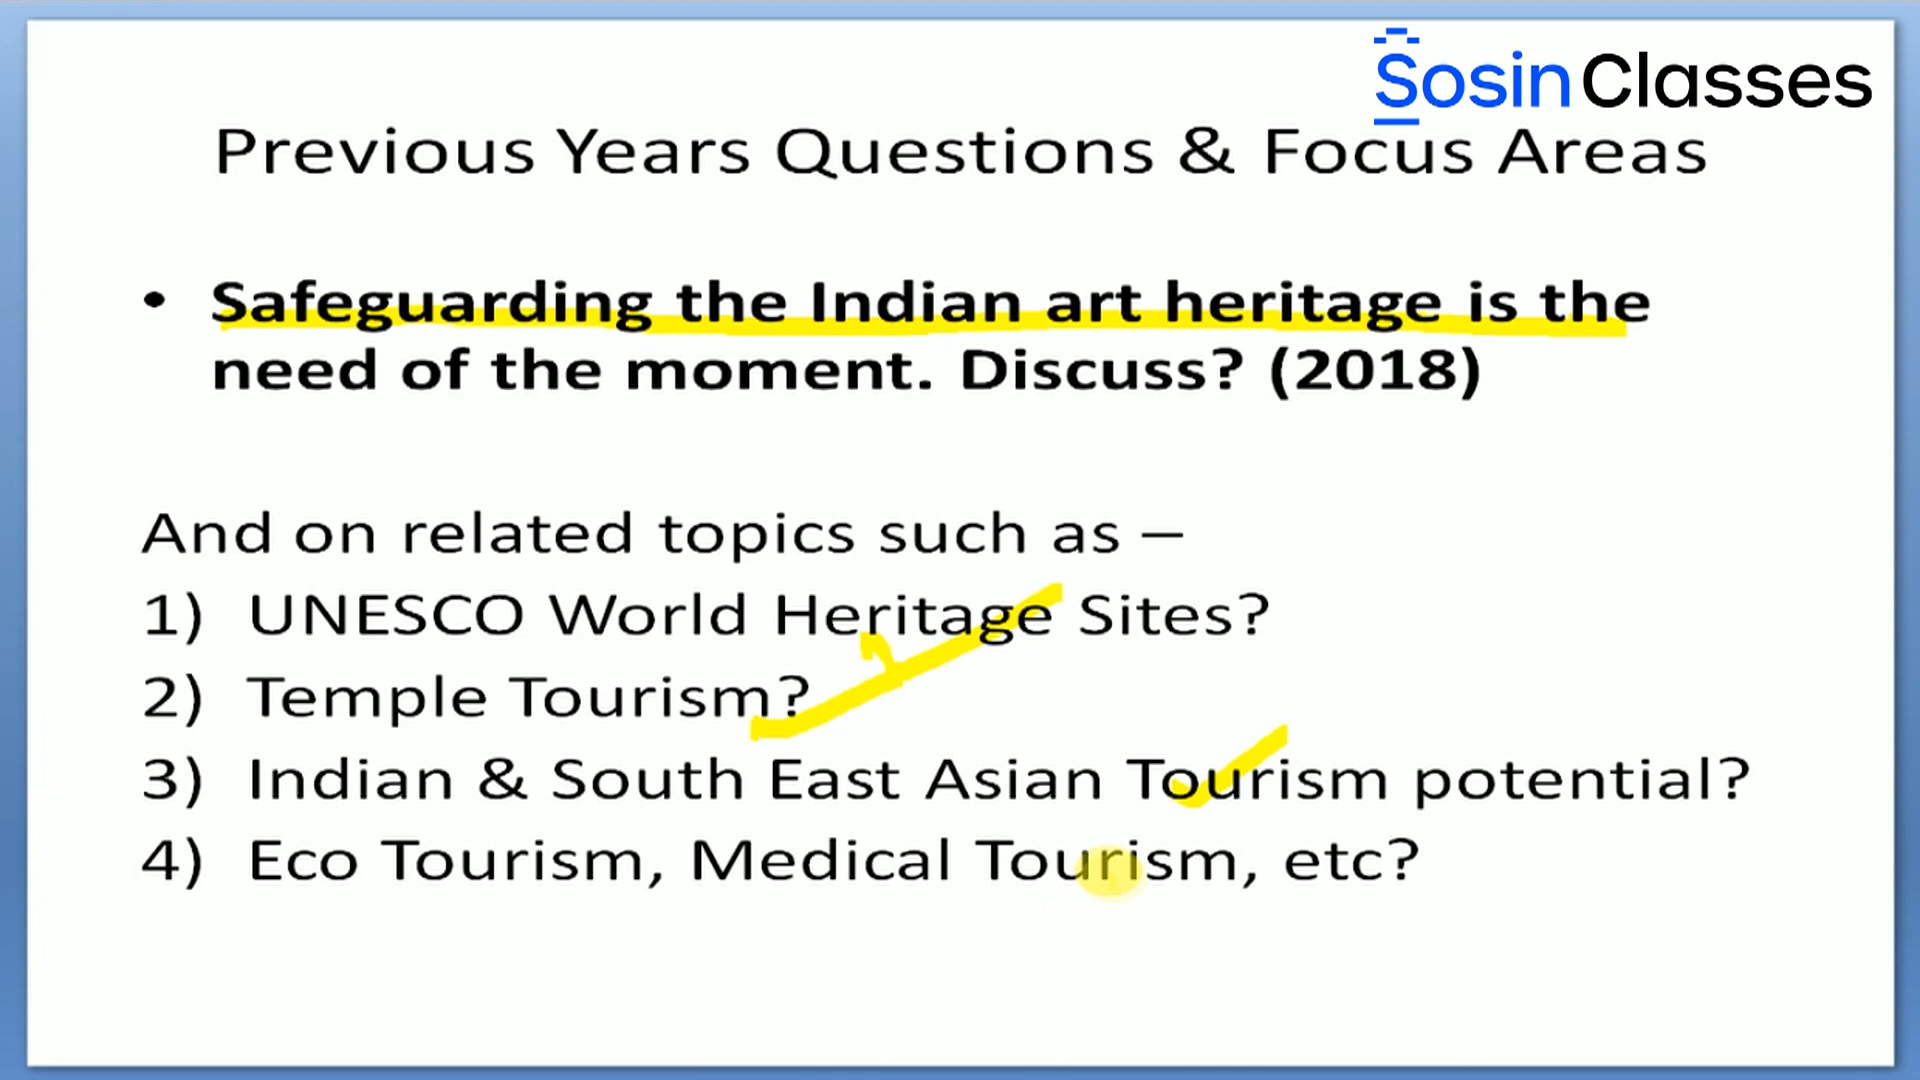 Sosin Classes
Previous Years Questions & Focus Areas
• Safeguarding the Indian art heritage is the
need of the moment. Discuss? (2018)
And on related topics such as –
1) UNESCO World Heritage Sites?
2) Temple Tourism?
3) Indian & South East Asian Tourism potential?
4) Eco Tourism, Medical Tourism, etc?